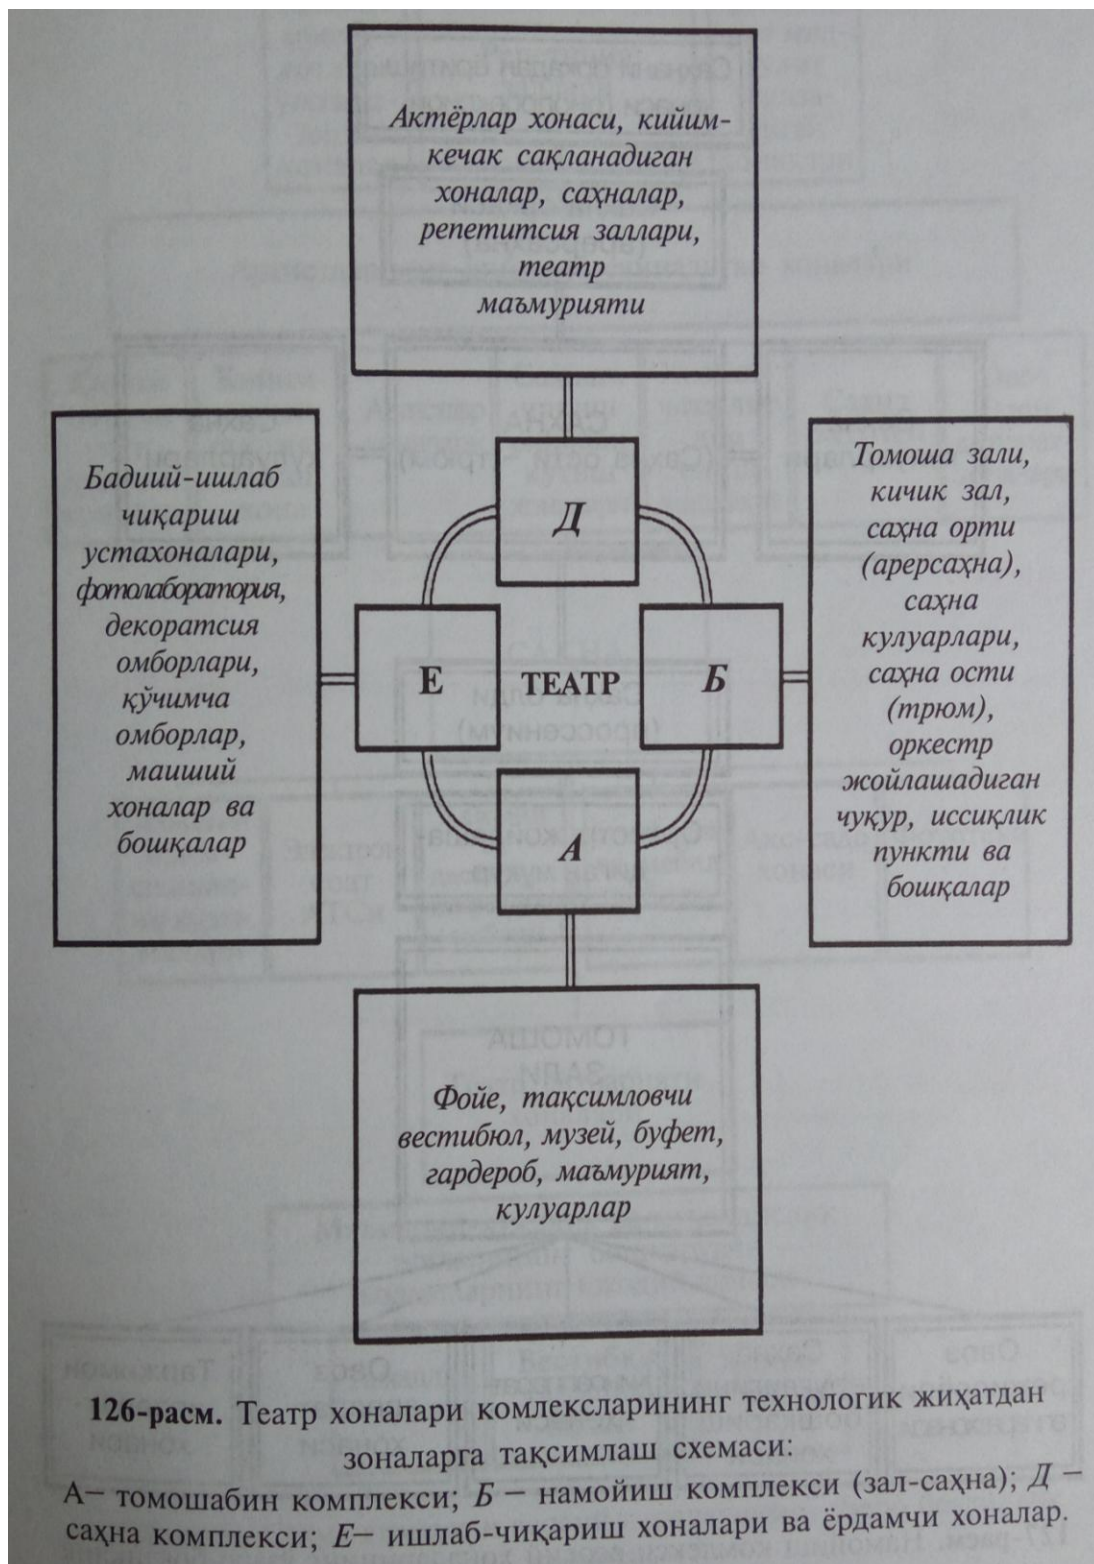 Актёрлар хонаси, кийим-
кечак сақланадиган
хоналар, саҳналар,
репетитсия заллари,
театр
маъмурияти
Бадиий-ишлаб
чиқариш
устахоналари,
фотолаборатория,
декоратсия
омборлари,
кўчимча
омборлар,
маиший
хоналар ва
бошқалар
Д
Е
ТЕАТР
Б
А
Томоша зали,
кичик зал,
саҳна орти
(арерсаҳна),
саҳна
кулуарлари,
саҳна ости
(трюм),
оркестр
жойлашадиган
чуқур, иссиқлик
пункти ва
бошқалар
Фойе, тақсимловчи
вестибюл, музей, буфет,
гардероб, маъмурият,
кулуарлар
126-расм. Театр хоналари комлексларининг технологик жиҳатдан
зоналарга тақсимлаш схемаси:
А— томошабин комплекси; Б — намойиш комплекси (зал-саҳна); Д —
саҳна комплекси; Е— ишлаб-чиқариш хоналари ва ёрдамчи хоналар.